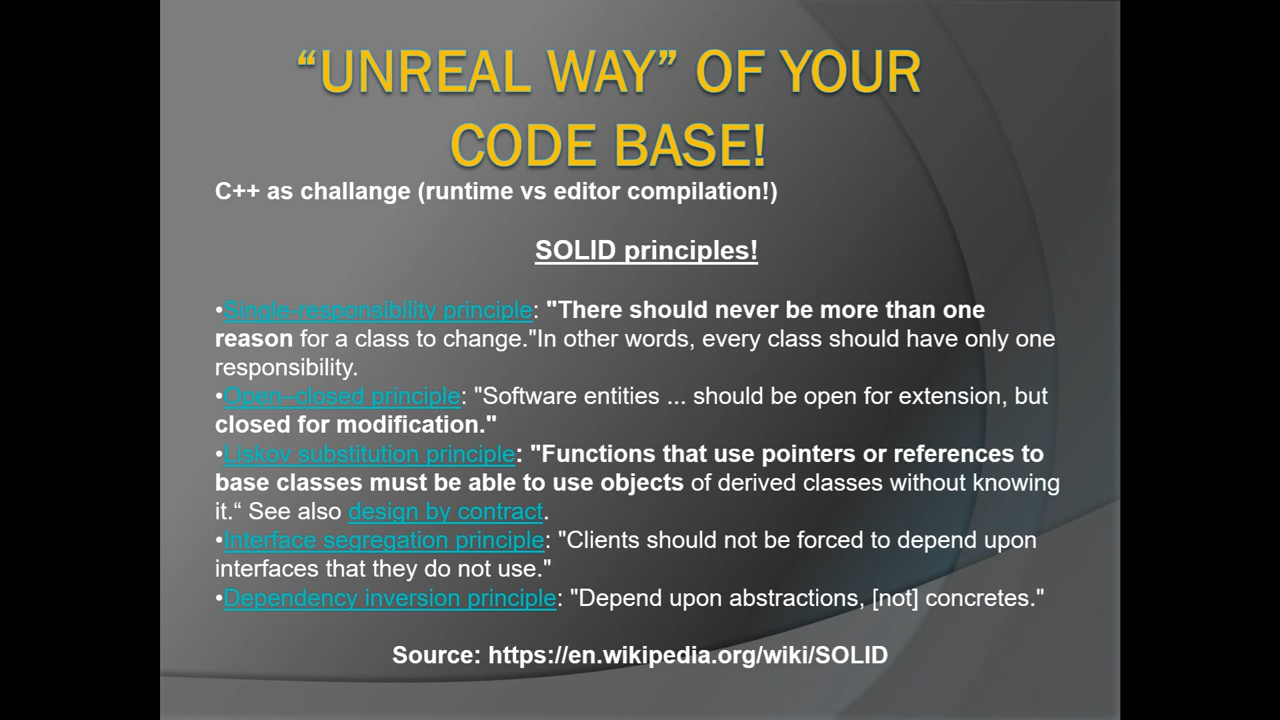 “UNREAL WAY” OF YOUR
CODE BASE!
C++ as challange (runtime vs editor compilation!)
SOLID principles!
•Single-responsibility principle: "There should never be more than one
reason for a class to change."In other words, every class should have only one
responsibility.
•Open–closed principle: "Software entities ... should be open for extension, but
closed for modification."
•Liskov substitution principle: "Functions that use pointers or references to
base classes must be able to use objects of derived classes without knowing
it.“ See also design by contract.
•Interface segregation principle: "Clients should not be forced to depend upon
interfaces that they do not use."
•Dependency inversion principle: "Depend upon abstractions, [not] concretes."
Source: https://en.wikipedia.org/wiki/SOLID